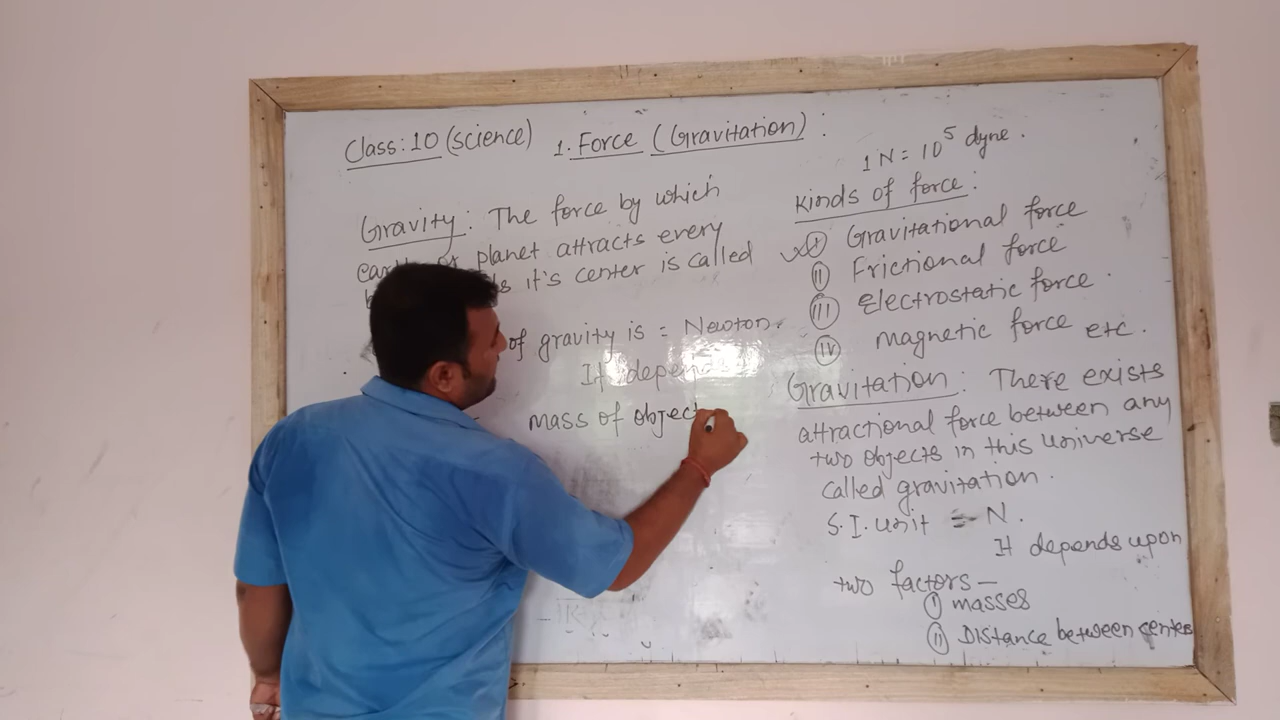 Class: 10 (science)
1. Force (Gravitation) :
Gravity: The force by which
planet attracts every
it's center is called
of gravity is = Newton.
It depend
mass of object
1 N = 10^5 dyne.
Kinds of force:
(I) Gravitational force
(II) Frictional force
(III) Electrostatic force.
(IV) magnetic force etc.
Gravitation: There exists
attractional force between any
two objects in this universe
called gravitation.
S.I. unit = N.
It depends upon
two factors-
(I) masses
(II) Distance between center